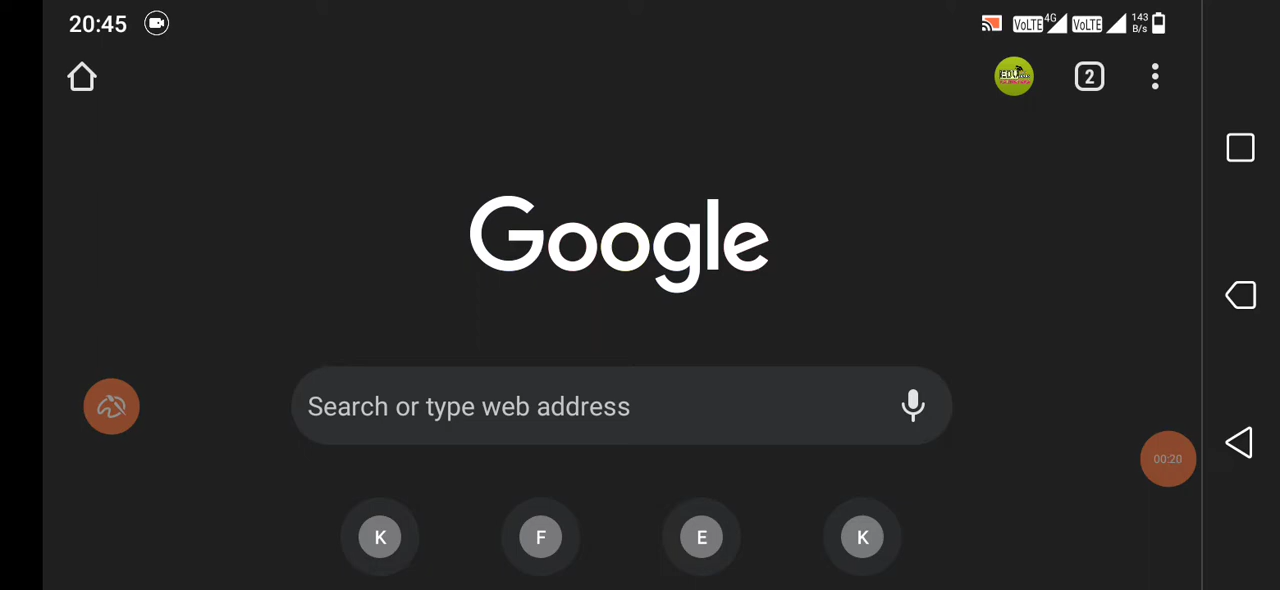 20:45
VoLTE 4G VoLTE 143 B/s
2
Google
Search or type web address
00:20
K F E K